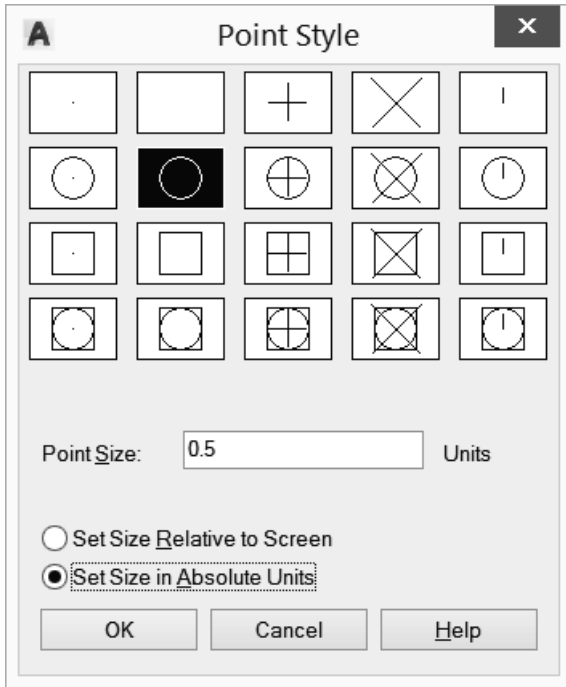 Point Style
Point Size: 0.5 Units
Set Size Relative to Screen
Set Size in Absolute Units
OK Cancel Help